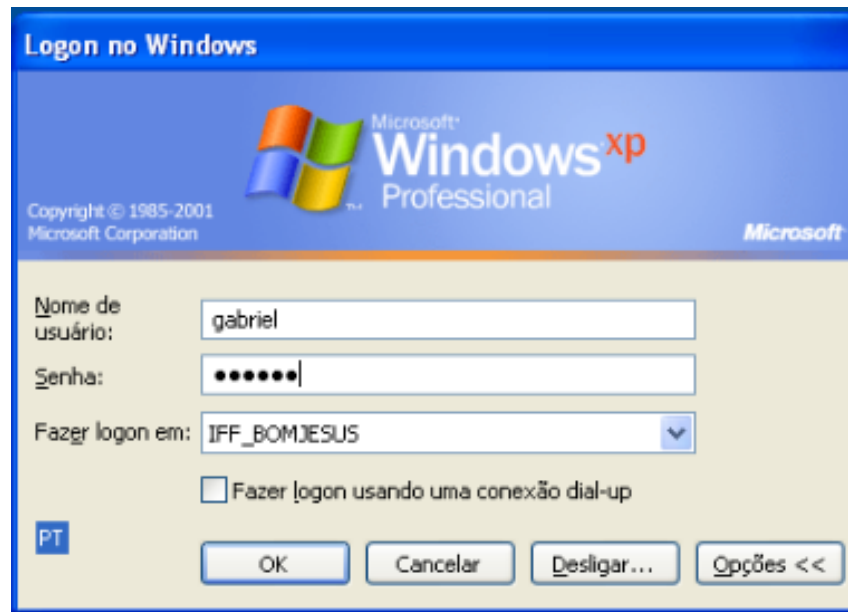 Logon no Windows
Microsoft®
Windows xp
Professional
Copyright © 1985-2001
Microsoft Corporation
Microsoft
Nome de
usuário:
gabriel
Senha:
••••••
Fazer logon em:
IFF_BOMJESUS
Fazer logon usando uma conexão dial-up
PT
OK
Cancelar
Desligar...
Opções <<